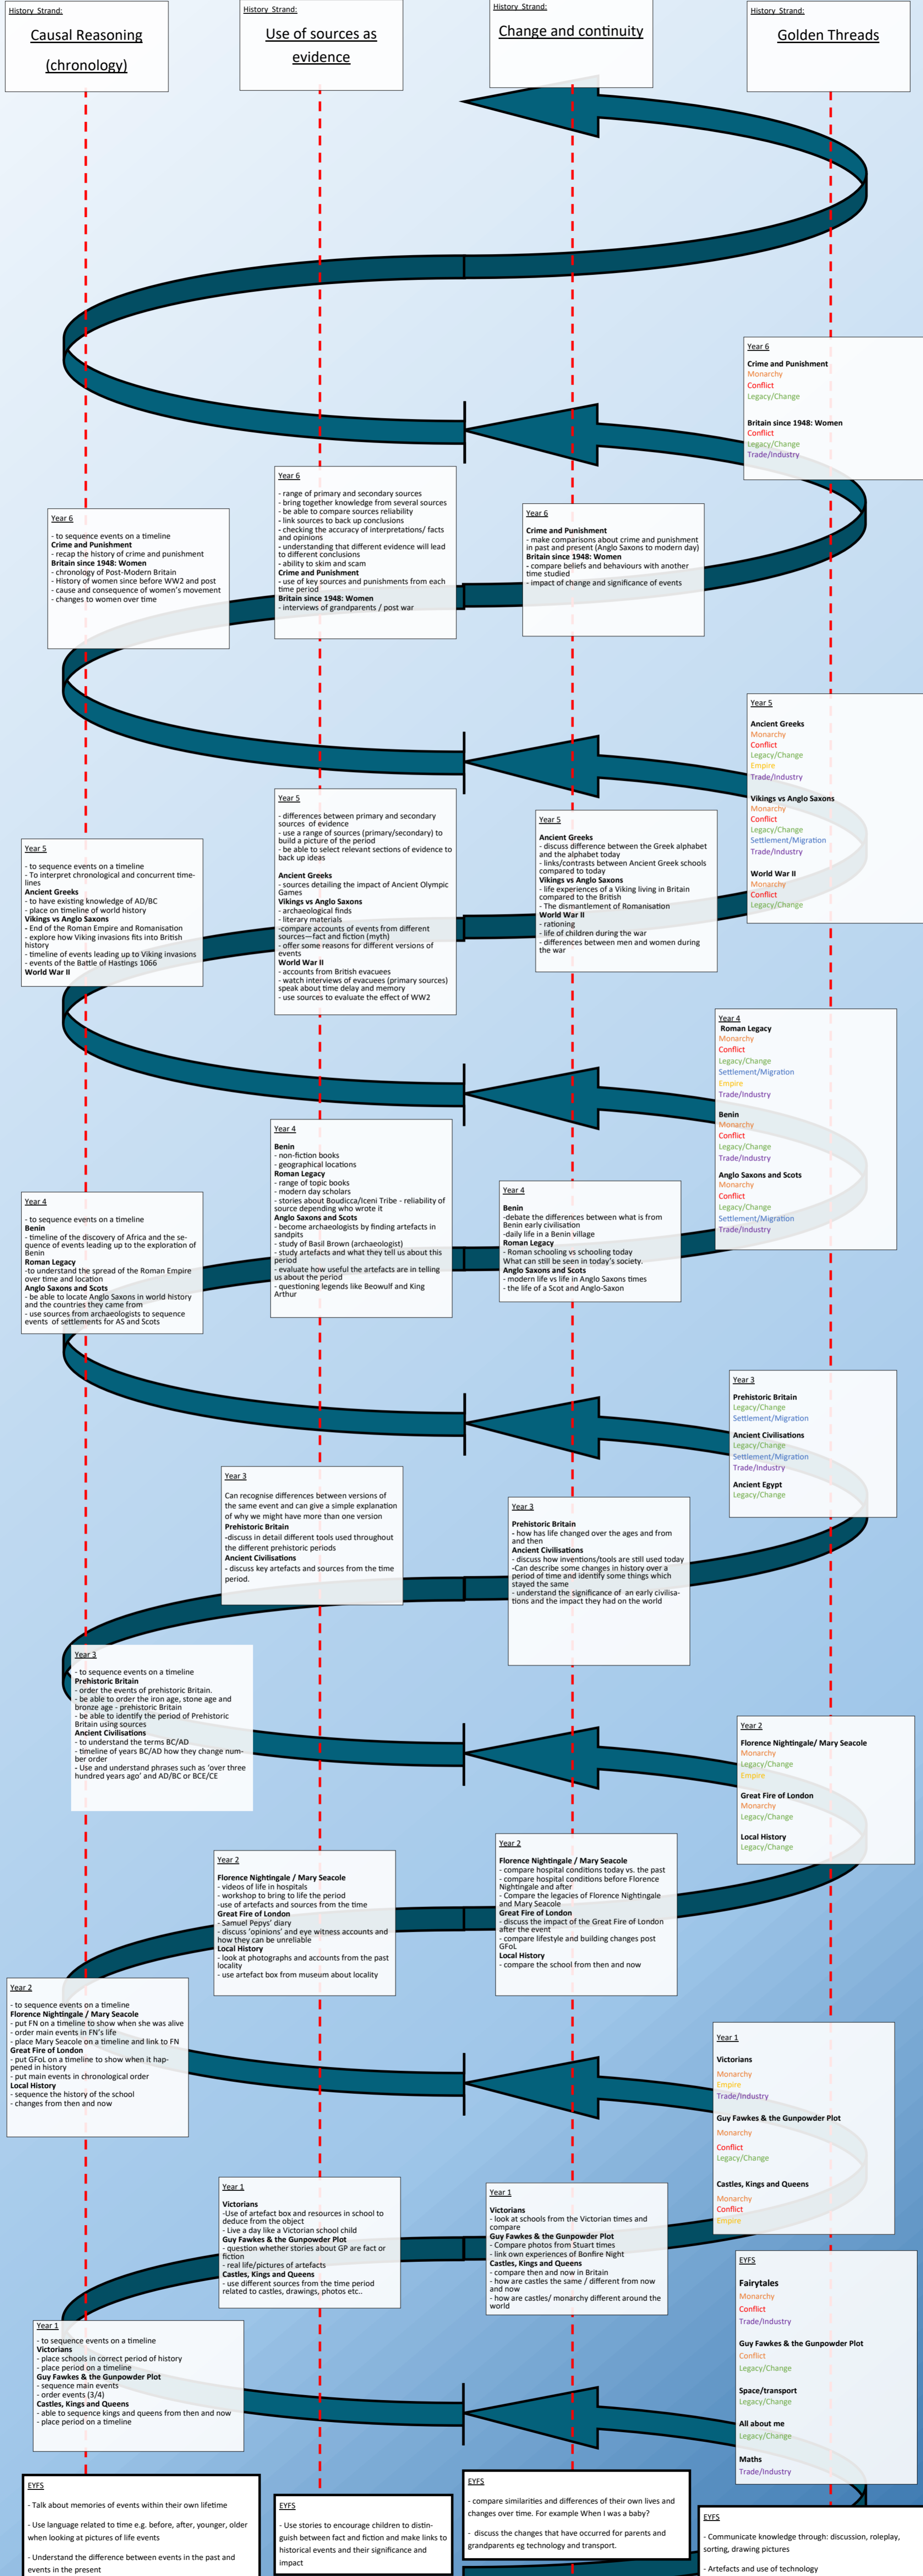 History Strand:
Causal Reasoning
(chronology)
History Strand:
Use of sources as
evidence
History Strand:
Change and continuity
History Strand:
Golden Threads
Year 6
Crime and Punishment
Monarchy
Conflict
Legacy/Change
Britain since 1948: Women
Conflict
Legacy/Change
Trade/Industry
Year 6
- to sequence events on a timeline
Crime and Punishment
- recap the history of crime and punishment
Britain since 1948: Women
- chronology of Post-Modern Britain
- History of women since before WW2 and post
- cause and consequence of women's movement
- changes to women over time
Year 6
- range of primary and secondary sources
- bring together knowledge from several sources
- be able to compare sources reliability
- link sources to back up conclusions
- checking the accuracy of interpretations/ facts
and opinions
- understanding that different evidence will lead
to different conclusions
- ability to skim and scam
Crime and Punishment
- use of key sources and punishments from each
time period
Britain since 1948: Women
- interviews of grandparents / post war
Year 6
Crime and Punishment
- make comparisons about crime and punishment
in past and present (Anglo Saxons to modern day)
Britain since 1948: Women
- compare beliefs and behaviours with another
time studied
- impact of change and significance of events
Year 5
Ancient Greeks
Monarchy
Conflict
Legacy/Change
Empire
Trade/Industry
Vikings vs Anglo Saxons
Monarchy
Conflict
Legacy/Change
Settlement/Migration
Trade/Industry
World War II
Monarchy
Conflict
Legacy/Change
Year 5
- to sequence events on a timeline
- To interpret chronological and concurrent time-
lines
Ancient Greeks
- to have existing knowledge of AD/BC
- place on timeline of world history
Vikings vs Anglo Saxons
- End of the Roman Empire and Romanisation
- explore how Viking invasions fits into British
history
- timeline of events leading up to Viking invasions
- events of the Battle of Hastings 1066
World War II
Year 5
- differences between primary and secondary
sources of evidence
- use a range of sources (primary/secondary) to
build a picture of the period
- be able to select relevant sections of evidence to
back up ideas
Ancient Greeks
- sources detailing the impact of Ancient Olympic
Games
Vikings vs Anglo Saxons
- archaeological finds
- literary materials
-compare accounts of events from different
sources—fact and fiction (myth)
- offer some reasons for different versions of
events
World War II
- accounts from British evacuees
- watch interviews of evacuees (primary sources)
speak about time delay and memory
- use sources to evaluate the effect of WW2
Year 5
Ancient Greeks
- discuss difference between the Greek alphabet
and the alphabet today
- links/contrasts between Ancient Greek schools
compared to today
Vikings vs Anglo Saxons
- life experiences of a Viking living in Britain
compared to the British
- The dismantlement of Romanisation
World War II
- rationing
- life of children during the war
- differences between men and women during
the war
Year 4
Roman Legacy
Monarchy
Conflict
Legacy/Change
Settlement/Migration
Empire
Trade/Industry
Benin
Monarchy
Conflict
Legacy/Change
Trade/Industry
Anglo Saxons and Scots
Monarchy
Conflict
Legacy/Change
Settlement/Migration
Trade/Industry
Year 4
- to sequence events on a timeline
Benin
- timeline of the discovery of Africa and the se-
quence of events leading up to the exploration of
Benin
Roman Legacy
-to understand the spread of the Roman Empire
over time and location
Anglo Saxons and Scots
- be able to locate Anglo Saxons in world history
and the countries they came from
- use sources from archaeologists to sequence
events of settlements for AS and Scots
Year 4
Benin
- non-fiction books
- geographical locations
Roman Legacy
- range of topic books
- modern day scholars
- stories about Boudicca/Iceni Tribe - reliability of
source depending who wrote it
Anglo Saxons and Scots
- become archaeologists by finding artefacts in
sandpits
- study of Basil Brown (archaeologist)
- study artefacts and what they tell us about this
period
- evaluate how useful the artefacts are in telling
us about the period
- questioning legends like Beowulf and King
Arthur
Year 4
Benin
-debate the differences between what is from
Benin early civilisation
-daily life in a Benin village
Roman Legacy
- Roman schooling vs schooling today
What can still be seen in today's society.
Anglo Saxons and Scots
- modern life vs life in Anglo Saxons times
- the life of a Scot and Anglo-Saxon
Year 3
Prehistoric Britain
Legacy/Change
Settlement/Migration
Ancient Civilisations
Legacy/Change
Settlement/Migration
Trade/Industry
Ancient Egypt
Legacy/Change
Year 3
Can recognise differences between versions of
the same event and can give a simple explanation
of why we might have more than one version
Prehistoric Britain
-discuss in detail different tools used throughout
the different prehistoric periods
Ancient Civilisations
- discuss key artefacts and sources from the time
period.
Year 3
Prehistoric Britain
- how has life changed over the ages and from
and then
Ancient Civilisations
- discuss how inventions/tools are still used today
-Can describe some changes in history over a
period of time and identify some things which
stayed the same
- understand the significance of an early civilisa-
tions and the impact they had on the world
Year 3
- to sequence events on a timeline
Prehistoric Britain
- order the events of prehistoric Britain.
- be able to order the iron age, stone age and
bronze age - prehistoric Britain
- be able to identify the period of Prehistoric
Britain using sources
Ancient Civilisations
- to understand the terms BC/AD
- timeline of years BC/AD how they change num-
ber order
- Use and understand phrases such as 'over three
hundred years ago' and AD/BC or BCE/CE
Year 2
Florence Nightingale/ Mary Seacole
Monarchy
Legacy/Change
Empire
Great Fire of London
Monarchy
Legacy/Change
Local History
Legacy/Change
Year 2
Florence Nightingale / Mary Seacole
- videos of life in hospitals
- workshop to bring to life the period
-use of artefacts and sources from the time
Great Fire of London
- Samuel Pepys' diary
- discuss 'opinions' and eye witness accounts and
how they can be unreliable
Local History
- look at photographs and accounts from the past
locality
- use artefact box from museum about locality
Year 2
Florence Nightingale / Mary Seacole
- compare hospital conditions today vs. the past
- compare hospital conditions before Florence
Nightingale and after
- Compare the legacies of Florence Nightingale
and Mary Seacole
Great Fire of London
- discuss the impact of the Great Fire of London
after the event
- compare lifestyle and building changes post
GFoL
Local History
- compare the school from then and now
Year 2
- to sequence events on a timeline
Florence Nightingale / Mary Seacole
- put FN on a timeline to show when she was alive
- order main events in FN's life
- place Mary Seacole on a timeline and link to FN
Great Fire of London
- put GFoL on a timeline to show when it hap-
pened in history
- put main events in chronological order
Local History
- sequence the history of the school
- changes from then and now
Year 1
Victorians
Monarchy
Empire
Trade/Industry
Guy Fawkes & the Gunpowder Plot
Monarchy
Conflict
Legacy/Change
Castles, Kings and Queens
Monarchy
Conflict
Empire
Year 1
Victorians
-Use of artefact box and resources in school to
deduce from the object
- Live a day like a Victorian school child
Guy Fawkes & the Gunpowder Plot
- question whether stories about GP are fact or
fiction
- real life/pictures of artefacts
Castles, Kings and Queens
- use different sources from the time period
related to castles, drawings, photos etc..
Year 1
Victorians
- look at schools from the Victorian times and
compare
Guy Fawkes & the Gunpowder Plot
- Compare photos from Stuart times
- link own experiences of Bonfire Night
Castles, Kings and Queens
- compare then and now in Britain
- how are castles the same / different from now
and now
- how are castles/ monarchy different around the
world
Year 1
- to sequence events on a timeline
Victorians
- place schools in correct period of history
- place period on a timeline
Guy Fawkes & the Gunpowder Plot
- sequence main events
- order events (3/4)
Castles, Kings and Queens
- able to sequence kings and queens from then and now
- place period on a timeline
EYFS
Fairytales
Monarchy
Conflict
Trade/Industry
Guy Fawkes & the Gunpowder Plot
Conflict
Legacy/Change
Space/transport
Legacy/Change
All about me
Legacy/Change
Maths
Trade/Industry
EYFS
- Talk about memories of events within their own lifetime
- Use language related to time e.g. before, after, younger, older
when looking at pictures of life events
- Understand the difference between events in the past and
events in the present
EYFS
- Use stories to encourage children to distin-
guish between fact and fiction and make links to
historical events and their significance and
impact
EYFS
- compare similarities and differences of their own lives and
changes over time. For example When I was a baby?
- discuss the changes that have occurred for parents and
grandparents eg technology and transport.
EYFS
- Communicate knowledge through: discussion, roleplay,
sorting, drawing pictures
- Artefacts and use of technology